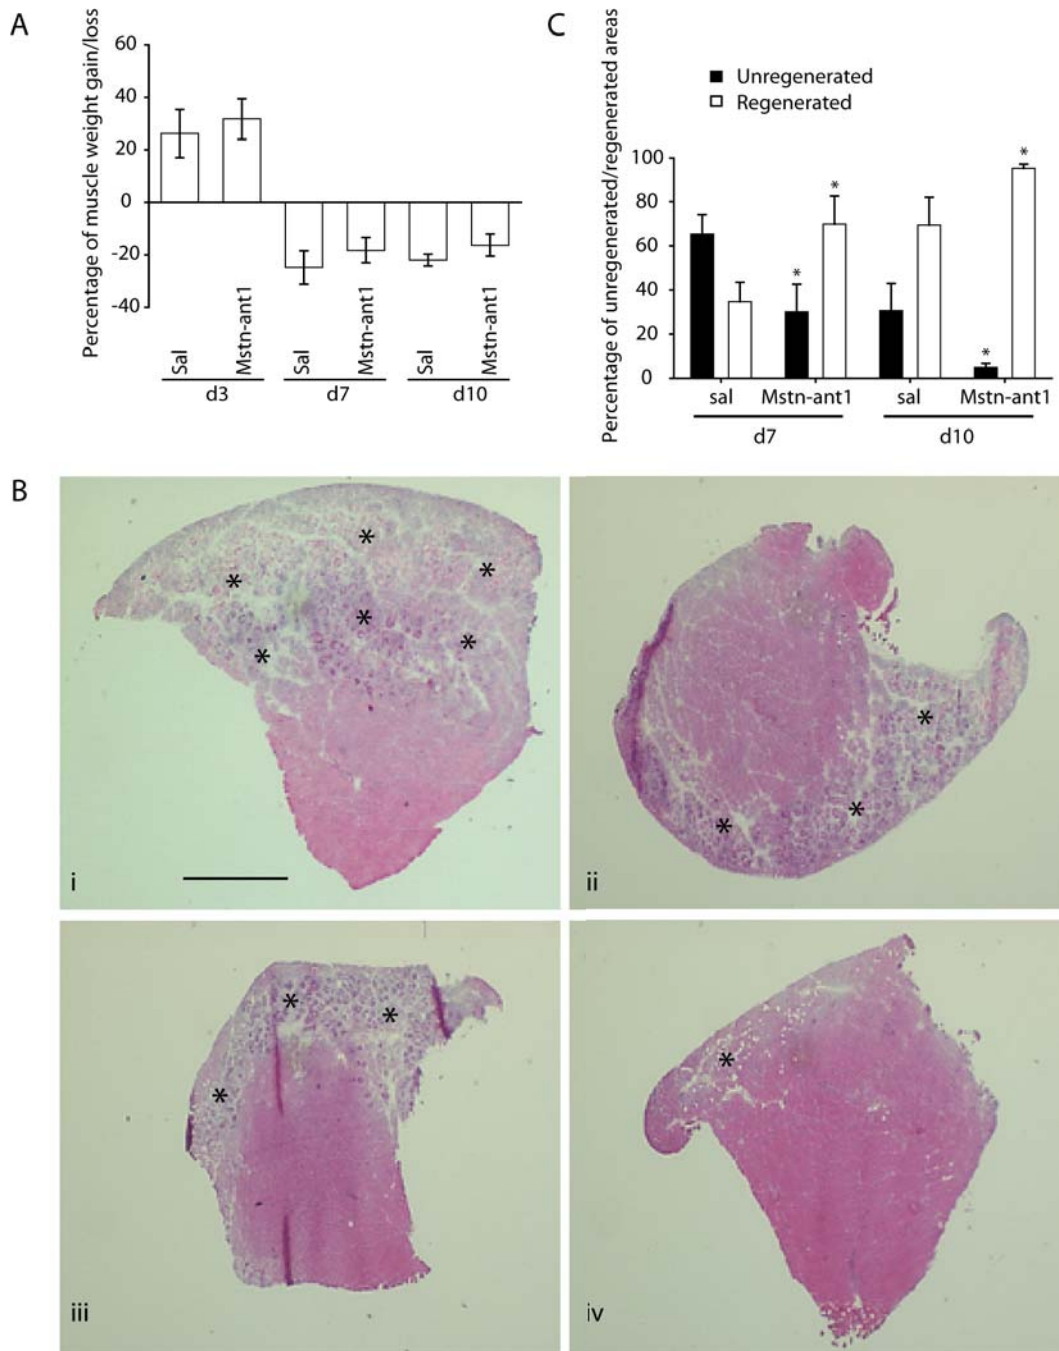 A
Percentage of muscle weight gain/loss
60
40
20
0
-20
-40
Sal
Mstn-ant1
Sal
Mstn-ant1
Sal
Mstn-ant1
d3
d7
d10
C
Percentage of unregenerated/regenerated areas
Unregenerated
Regenerated
100
80
60
40
20
0
*
*
*
*
sal
Mstn-ant1
sal
Mstn-ant1
d7
d10
B
*
*
*
*
*
*
i
*
*
*
ii
*
*
*
iii
*
iv